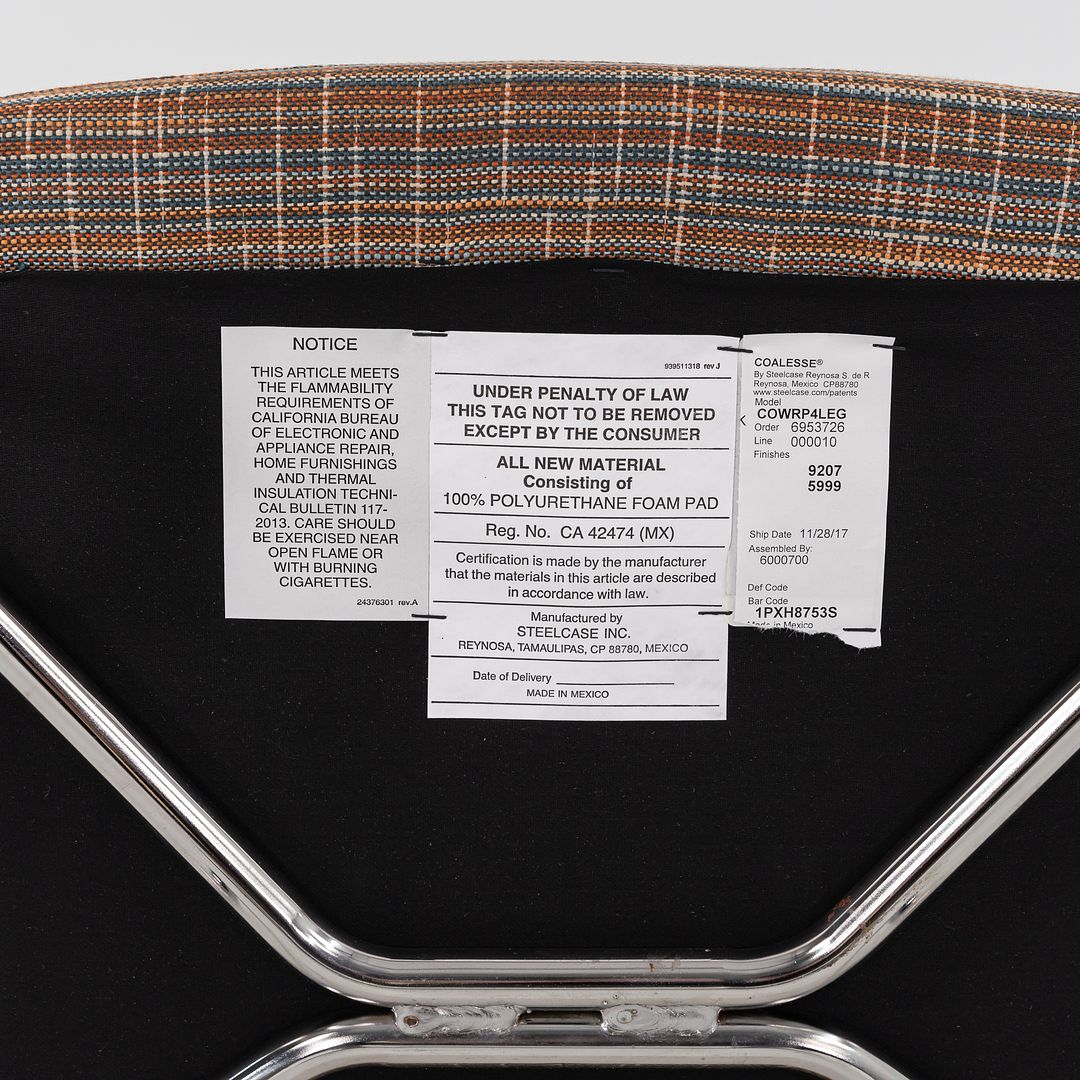 NOTICE
THIS ARTICLE MEETS
THE FLAMMABILITY
REQUIREMENTS OF
CALIFORNIA BUREAU
OF ELECTRONIC AND
APPLIANCE REPAIR,
HOME FURNISHINGS
AND THERMAL
INSULATION TECHNI-
CAL BULLETIN 117-
2013. CARE SHOULD
BE EXERCISED NEAR
OPEN FLAME OR
WITH BURNING
CIGARETTES.
24376301 rev.A
939511318 rev J
UNDER PENALTY OF LAW
THIS TAG NOT TO BE REMOVED
EXCEPT BY THE CONSUMER
ALL NEW MATERIAL
Consisting of
100% POLYURETHANE FOAM PAD
Reg. No. CA 42474 (MX)
Certification is made by the manufacturer
that the materials in this article are described
in accordance with law.
Manufactured by
STEELCASE INC.
REYNOSA, TAMAULIPAS, CP 88780, MEXICO
Date of Delivery
MADE IN MEXICO
COALESSE®
By Steelcase Reynosa S. de R
Reynosa, Mexico CP88780
www.steelcase.com/patents
Model
COWRP4LEG
Order 6953726
Line 000010
Finishes
9207
5999
Ship Date 11/28/17
Assembled By:
6000700
Def Code
Bar Code
1PXH8753S
Made in Mexico